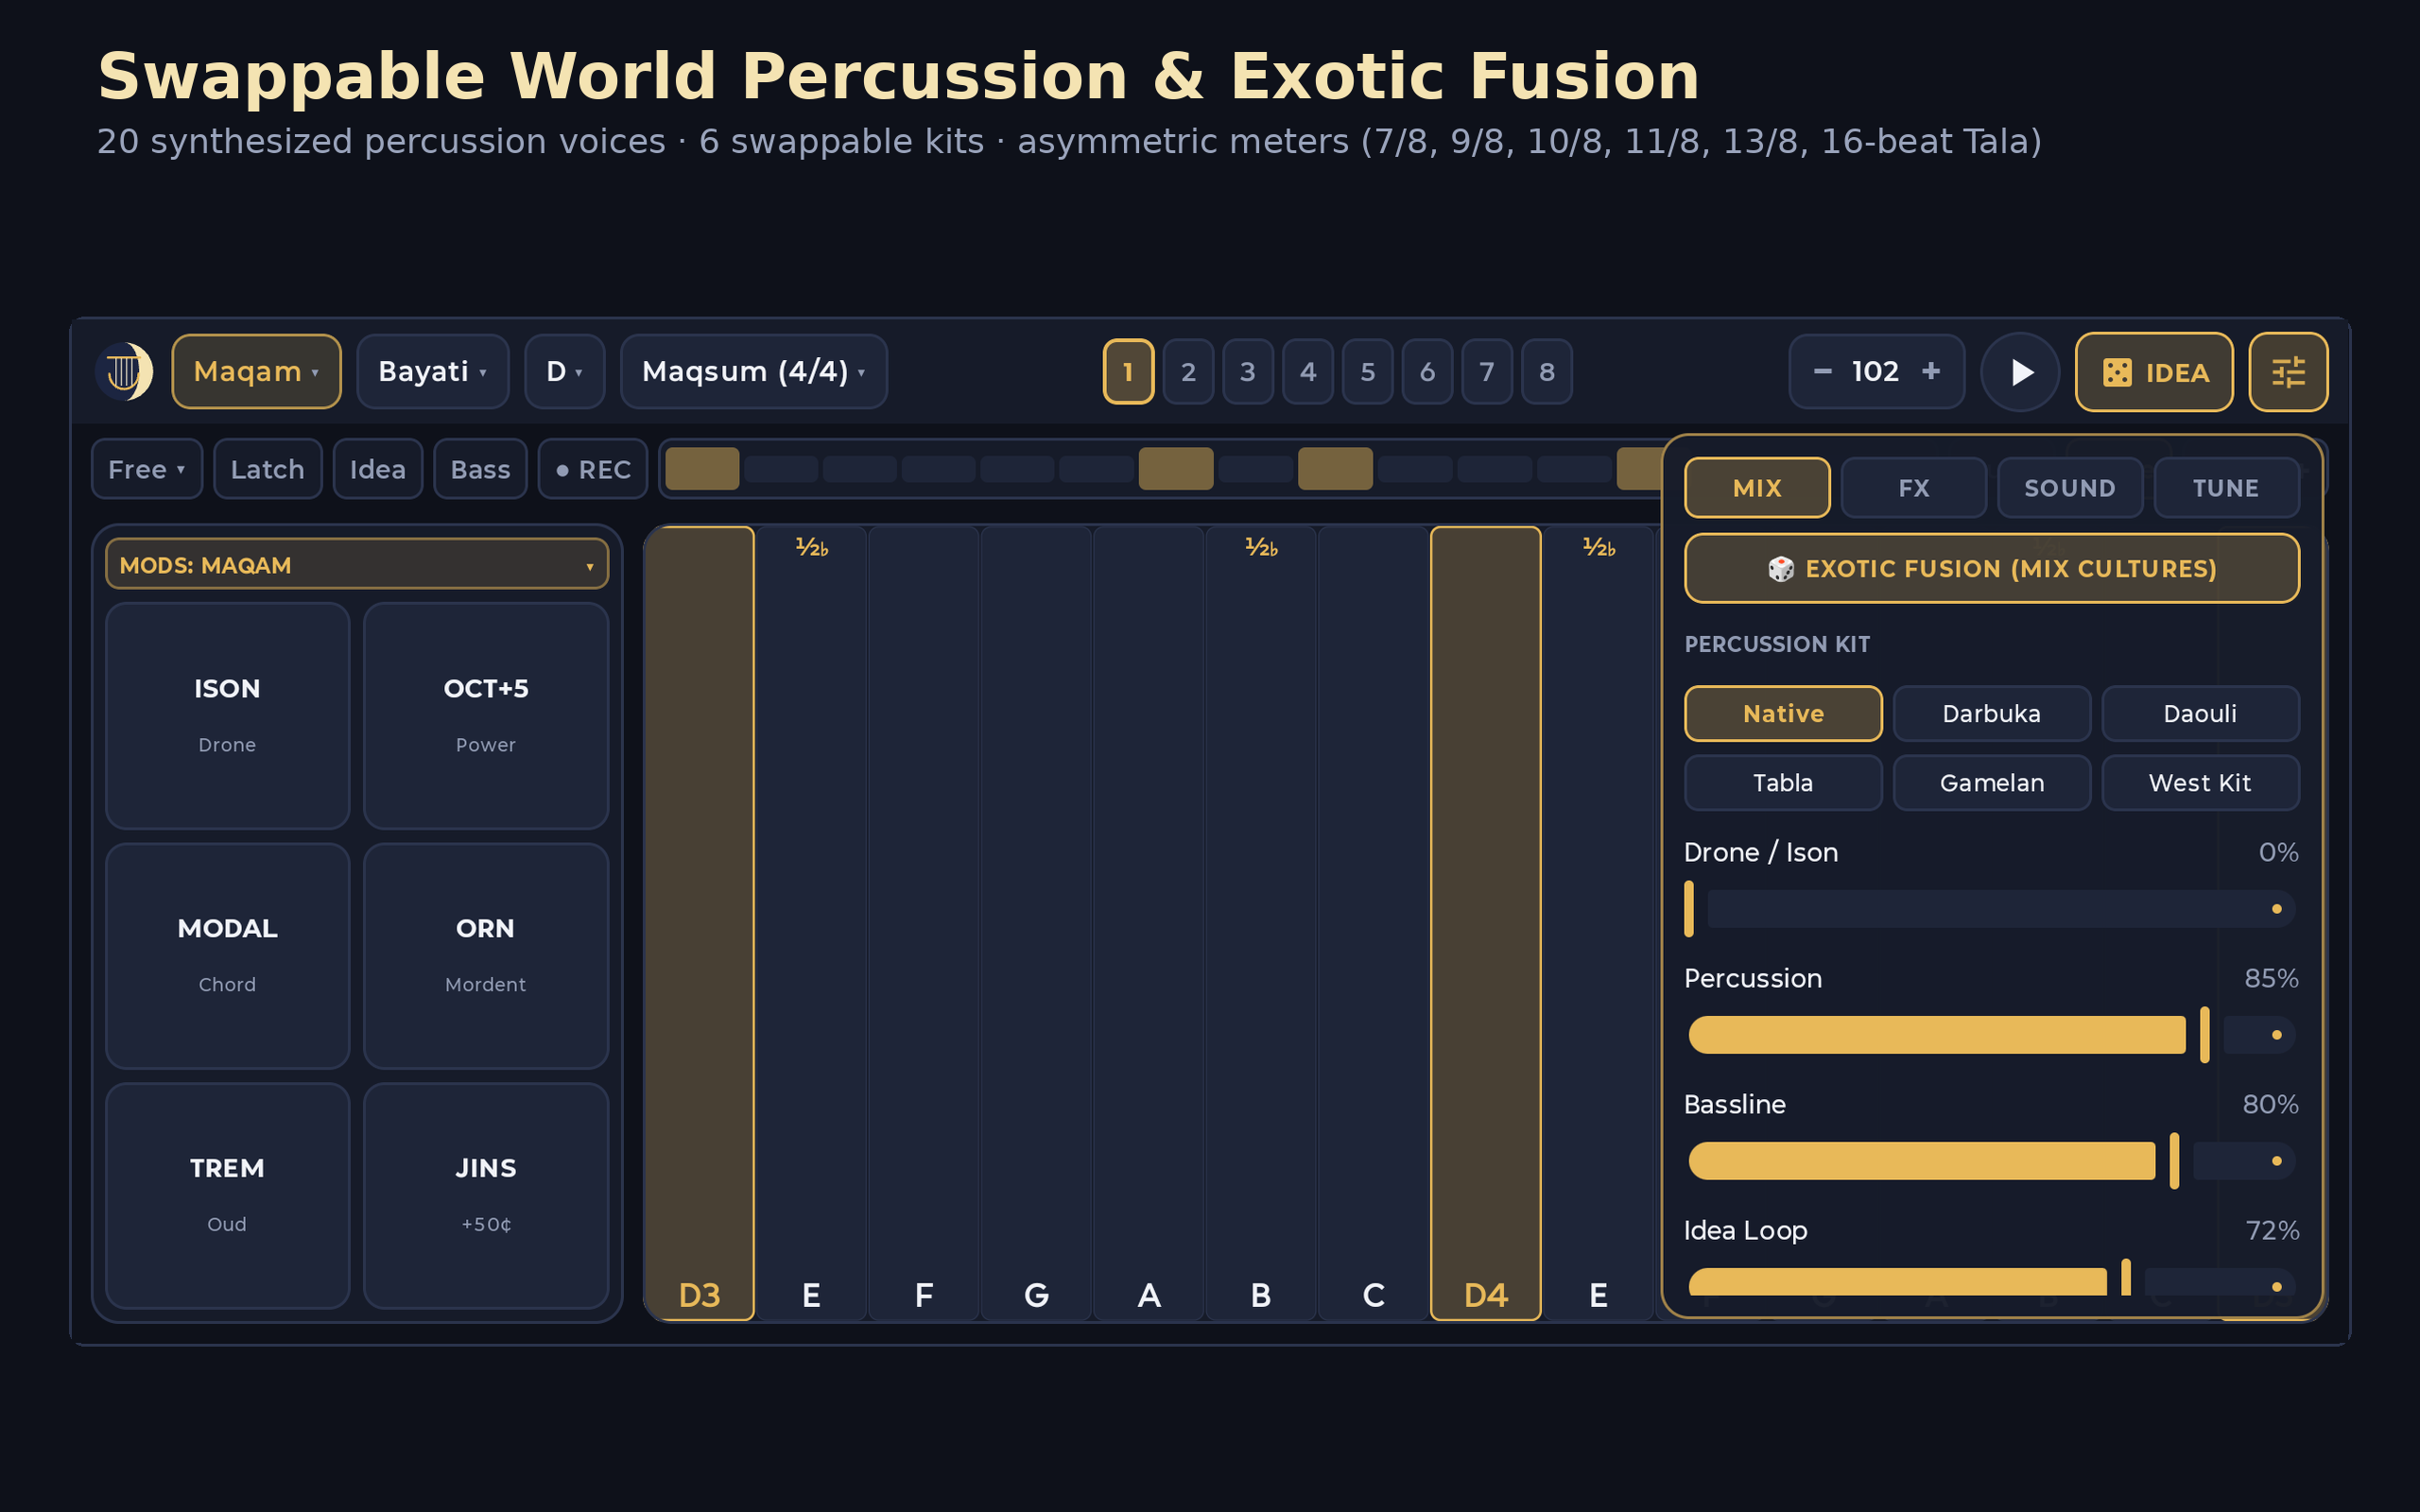 Swappable World Percussion & Exotic Fusion
20 synthesized percussion voices · 6 swappable kits · asymmetric meters (7/8, 9/8, 10/8, 11/8, 13/8, 16-beat Tala)
Maqam ▾ Bayati ▾ D ▾ Maqsum (4/4) ▾ 1 2 3 4 5 6 7 8 − 102 + IDEA
Free ▾ Latch Idea Bass ● REC
MIX FX SOUND TUNE
MODS: MAQAM ▾
½♭ ½♭ ½♭
EXOTIC FUSION (MIX CULTURES)
PERCUSSION KIT
Native Darbuka Daouli
Tabla Gamelan West Kit
ISON OCT+5
Drone Power
MODAL ORN
Chord Mordent
TREM JINS
Oud +50¢
Drone / Ison 0%
Percussion 85%
Bassline 80%
Idea Loop 72%
D3 E F G A B C D4 E